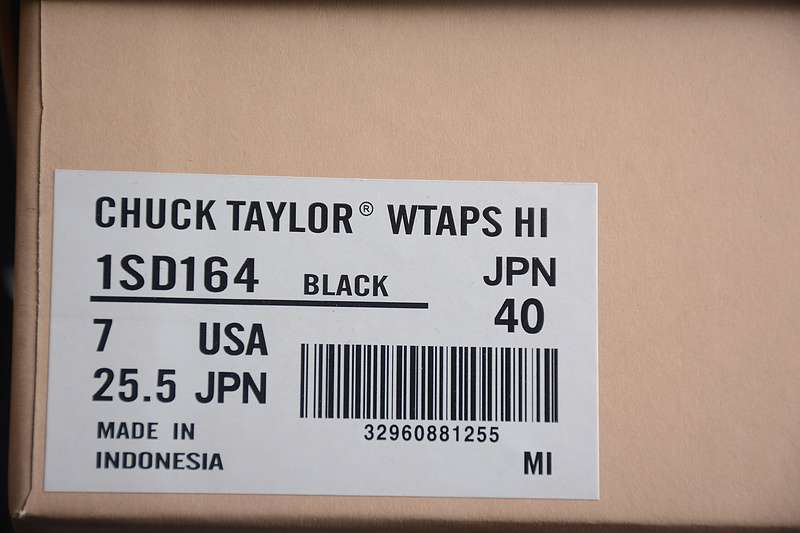 CHUCK TAYLOR® WTAPS HI
1SD164 BLACK JPN
40
7 USA
25.5 JPN
32960881255
MADE IN
INDONESIA
MI